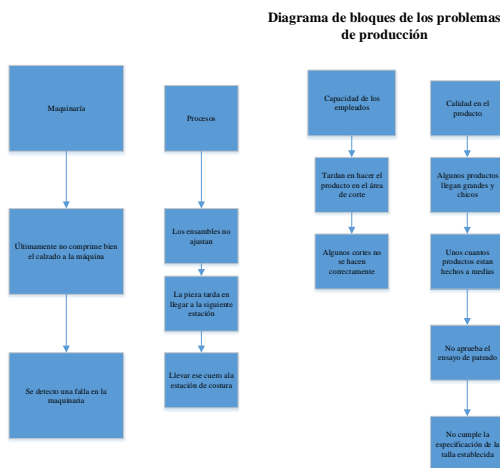 Diagrama de bloques de los problemas
de producción
Maquinaría
Últimamente no comprime bien
el calzado a la máquina
Se detecto una falla en la
maquinaria
Procesos
Los ensambles no
ajustan
La pieza tarda en
llegar a la siguiente
estación
Llevar ese cuero ala
estación de costura
Capacidad de los
empleados
Tardan en hacer el
producto en el área
de corte
Algunos cortes no
se hacen
correctamente
Calidad en el
producto
Algunos productos
llegan grandes y
chicos
Unos cuantos
productos estan
hechos a medias
No aprueba el
ensayo de pateado
No cumple la
especificación de la
talla establecida